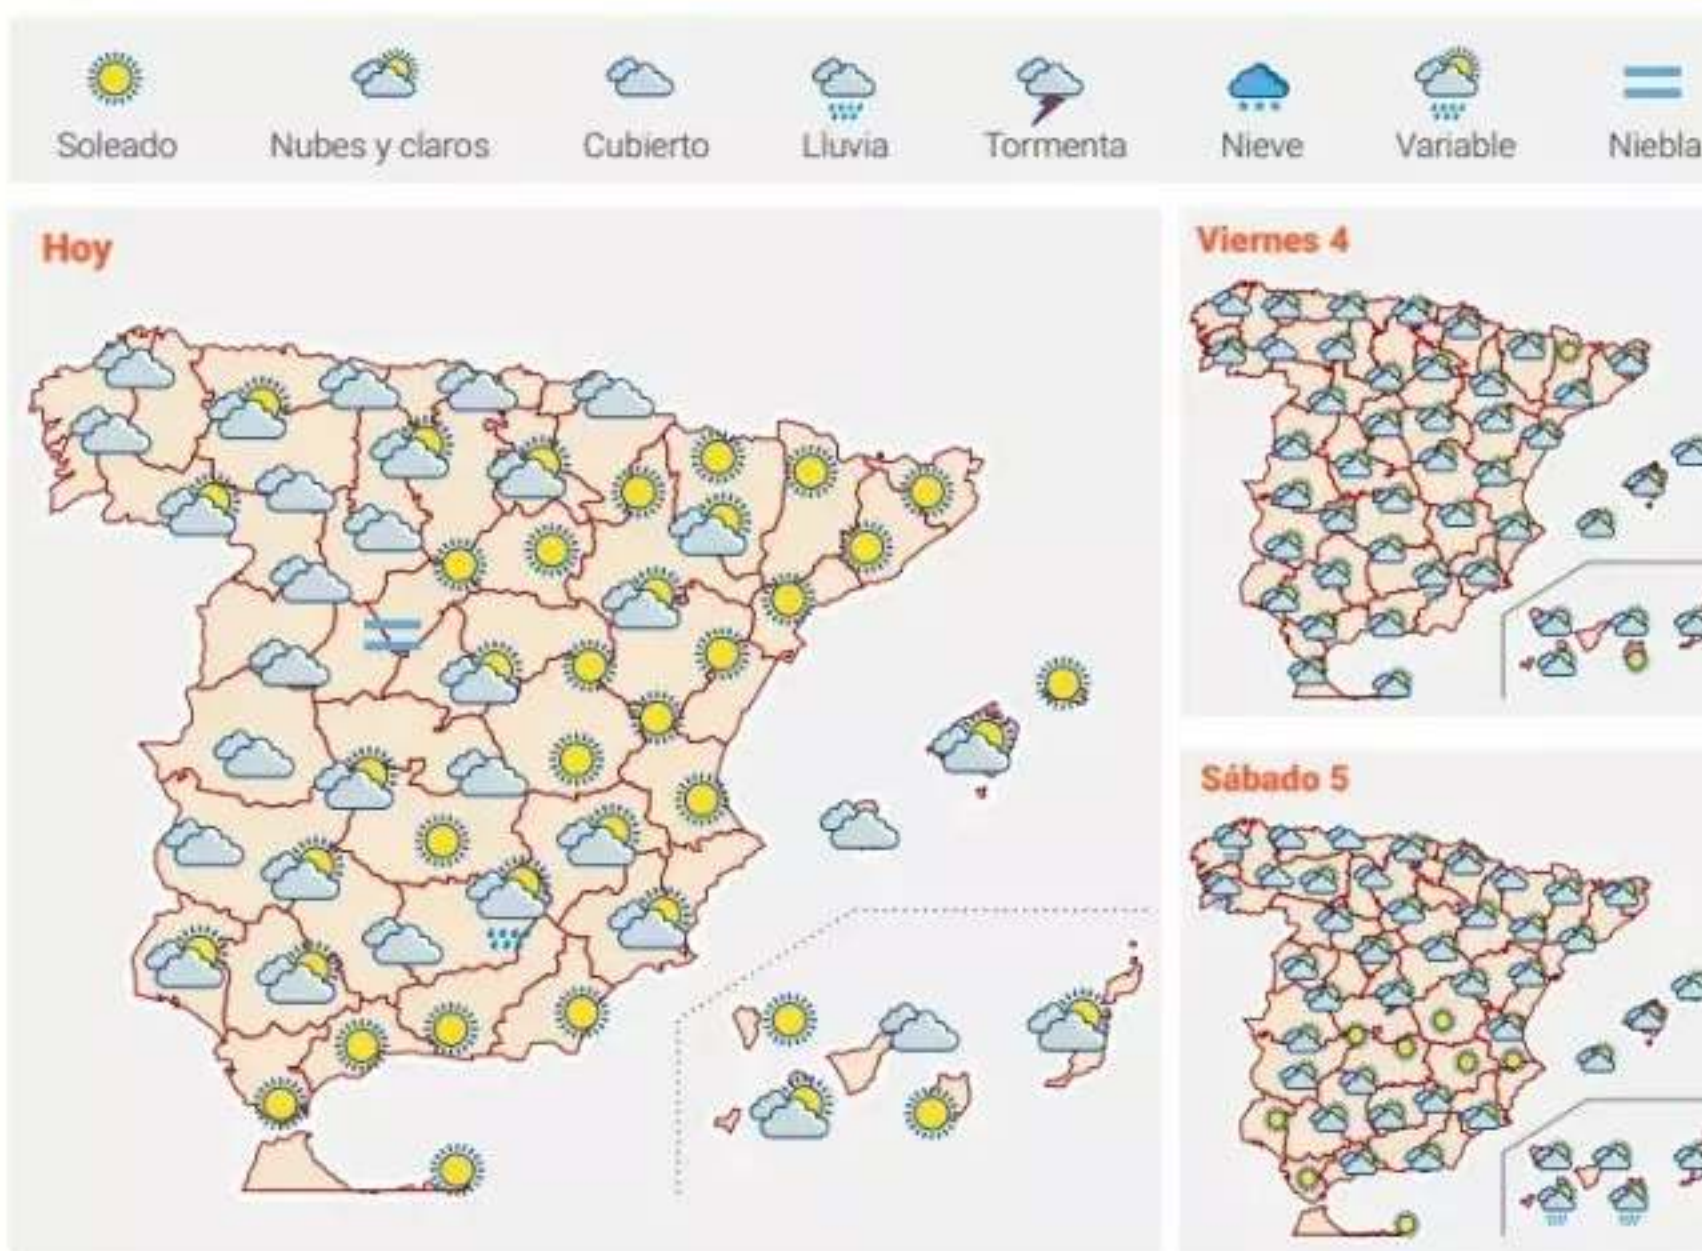 Soleado
Nubes y claros
Cubierto
Lluvia
Tormenta
Nieve
Variable
Niebla
Hoy
Viernes 4
Sábado 5